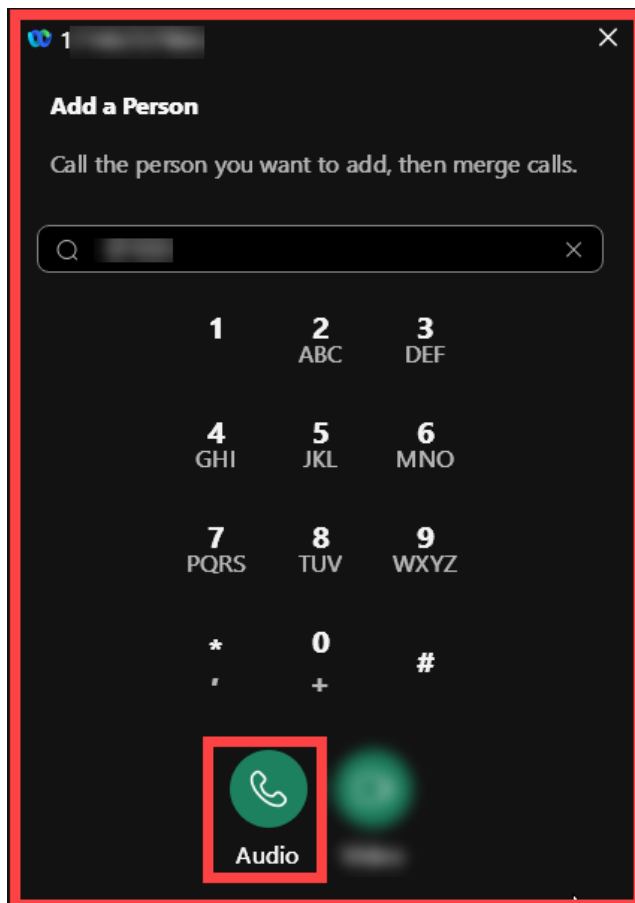 1
Add a Person
Call the person you want to add, then merge calls.
1 2 3
ABC DEF
4 5 6
GHI JKL MNO
7 8 9
PQRS TUV WXYZ
* 0 #
, +
Audio